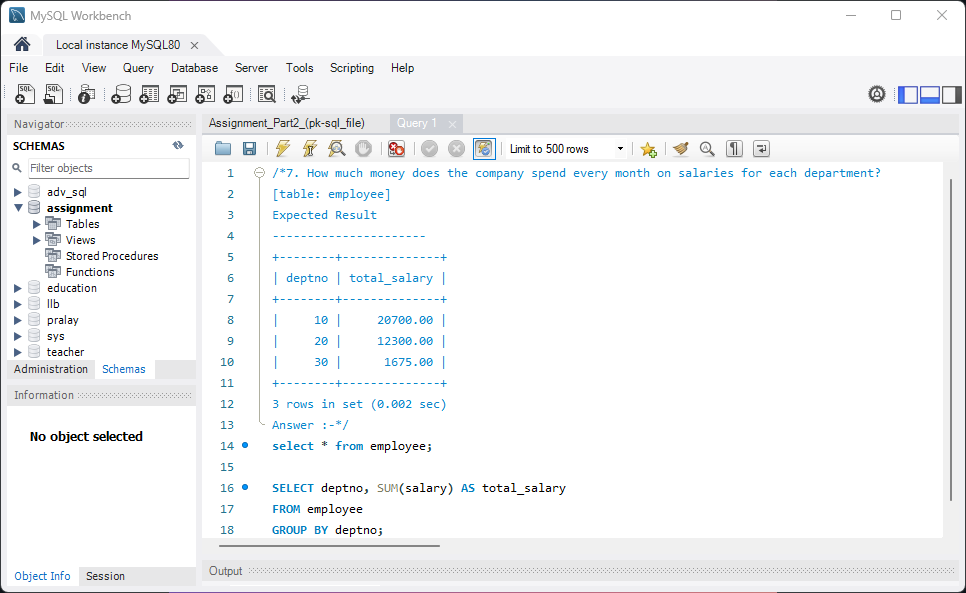 MySQL Workbench
Local instance MySQL80
File Edit View Query Database Server Tools Scripting Help
Navigator
SCHEMAS
Filter objects
adv_sql
assignment
Tables
Views
Stored Procedures
Functions
education
llb
pralay
sys
teacher
Administration Schemas
Information
No object selected
Object Info Session
Assignment_Part2_(pk-sql_file) Query 1
Limit to 500 rows
1 /*7. How much money does the company spend every month on salaries for each department?
2 [table: employee]
3 Expected Result
4 ----------------------
5 +--------+--------------+
6 | deptno | total_salary |
7 +--------+--------------+
8 |     10 |     20700.00 |
9 |     20 |     12300.00 |
10 |     30 |      1675.00 |
11 +--------+--------------+
12 3 rows in set (0.002 sec)
13 Answer :-*/
14 select * from employee;
15
16 SELECT deptno, SUM(salary) AS total_salary
17 FROM employee
18 GROUP BY deptno;
Output